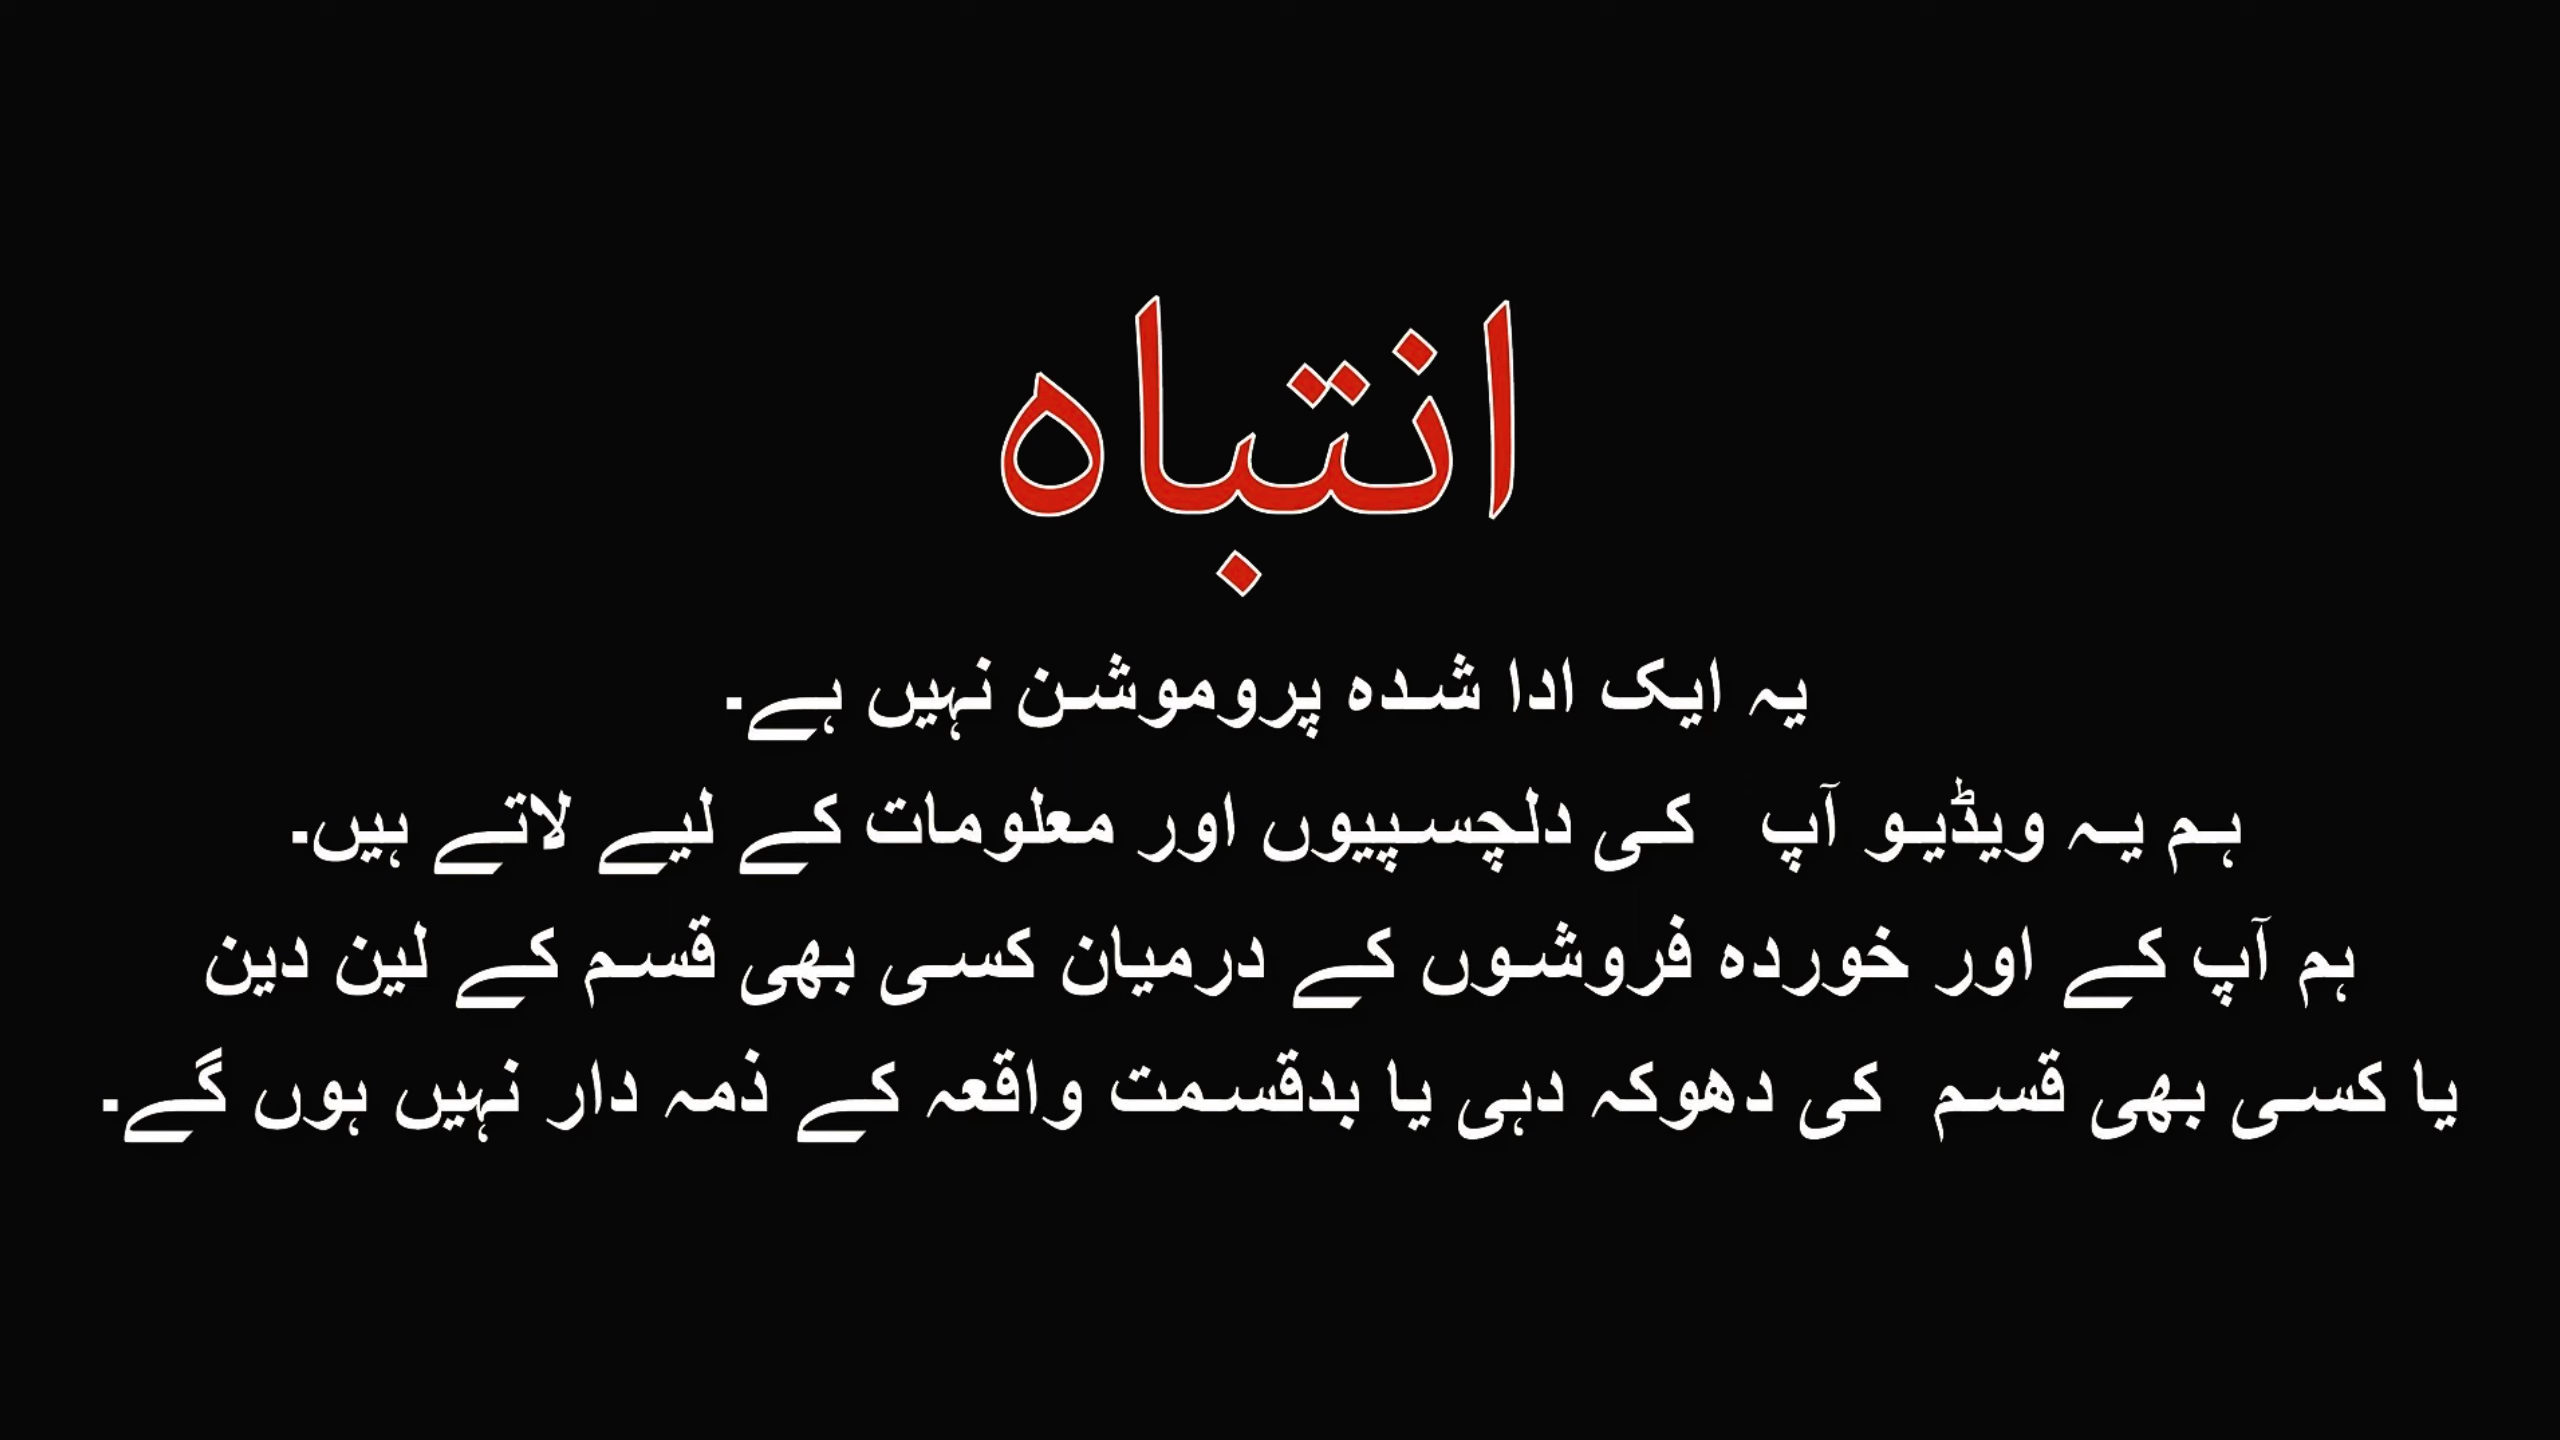 انتباہ
یہ ایک ادا شدہ پروموشن نہیں ہے۔
ہم یہ ویڈیو آپ کی دلچسپیوں اور معلومات کے لیے لاتے ہیں۔
ہم آپ کے اور خوردہ فروشوں کے درمیان کسی بھی قسم کے لین دین
یا کسی بھی قسم کی دھوکہ دہی یا بدقسمت واقعہ کے ذمہ دار نہیں ہوں گے۔